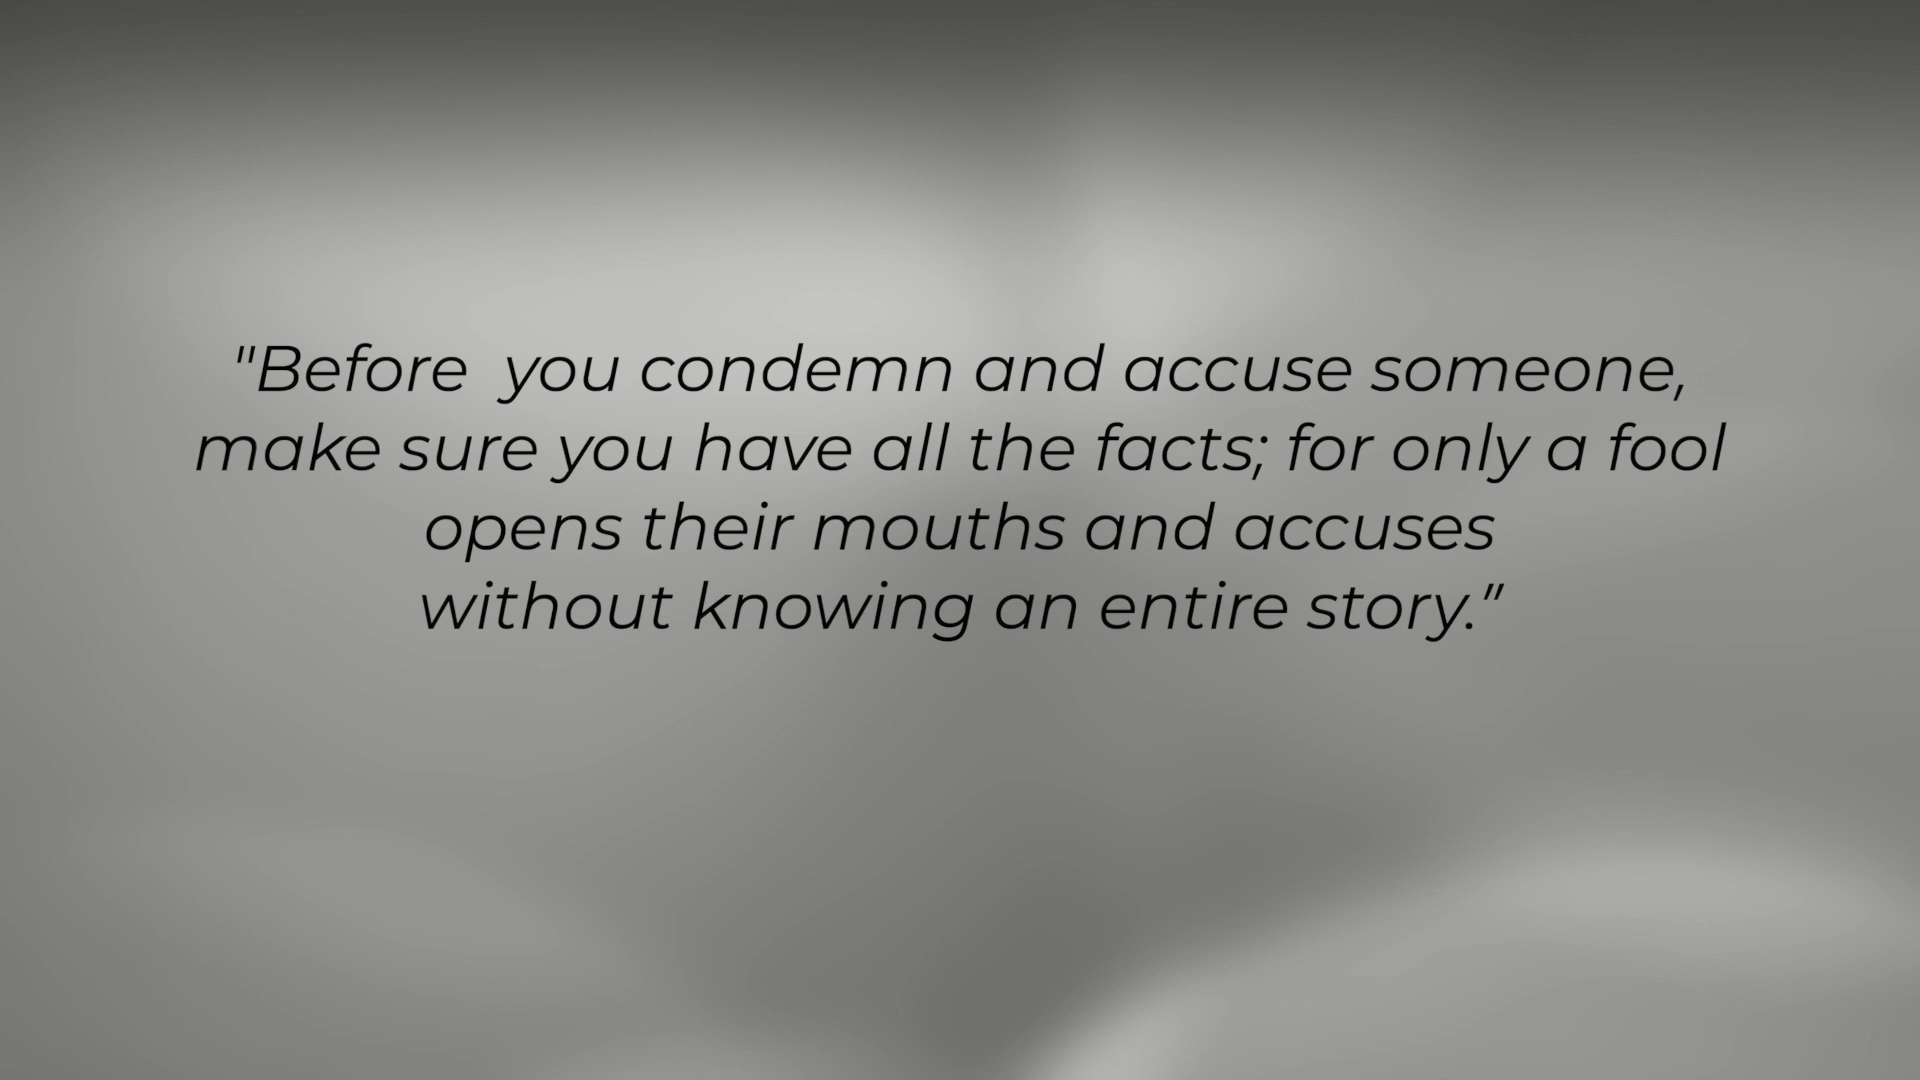 "Before  you condemn and accuse someone,
make sure you have all the facts; for only a fool
opens their mouths and accuses
without knowing an entire story.”